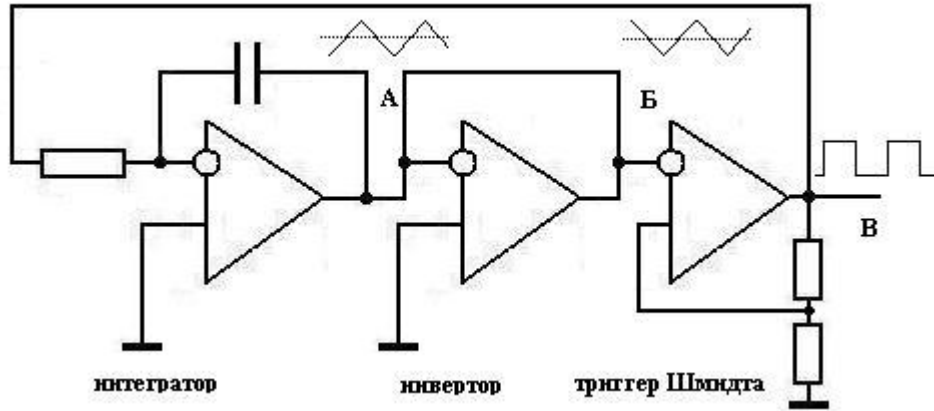 А
Б
В
интегратор
инвертор
триггер Шмидта